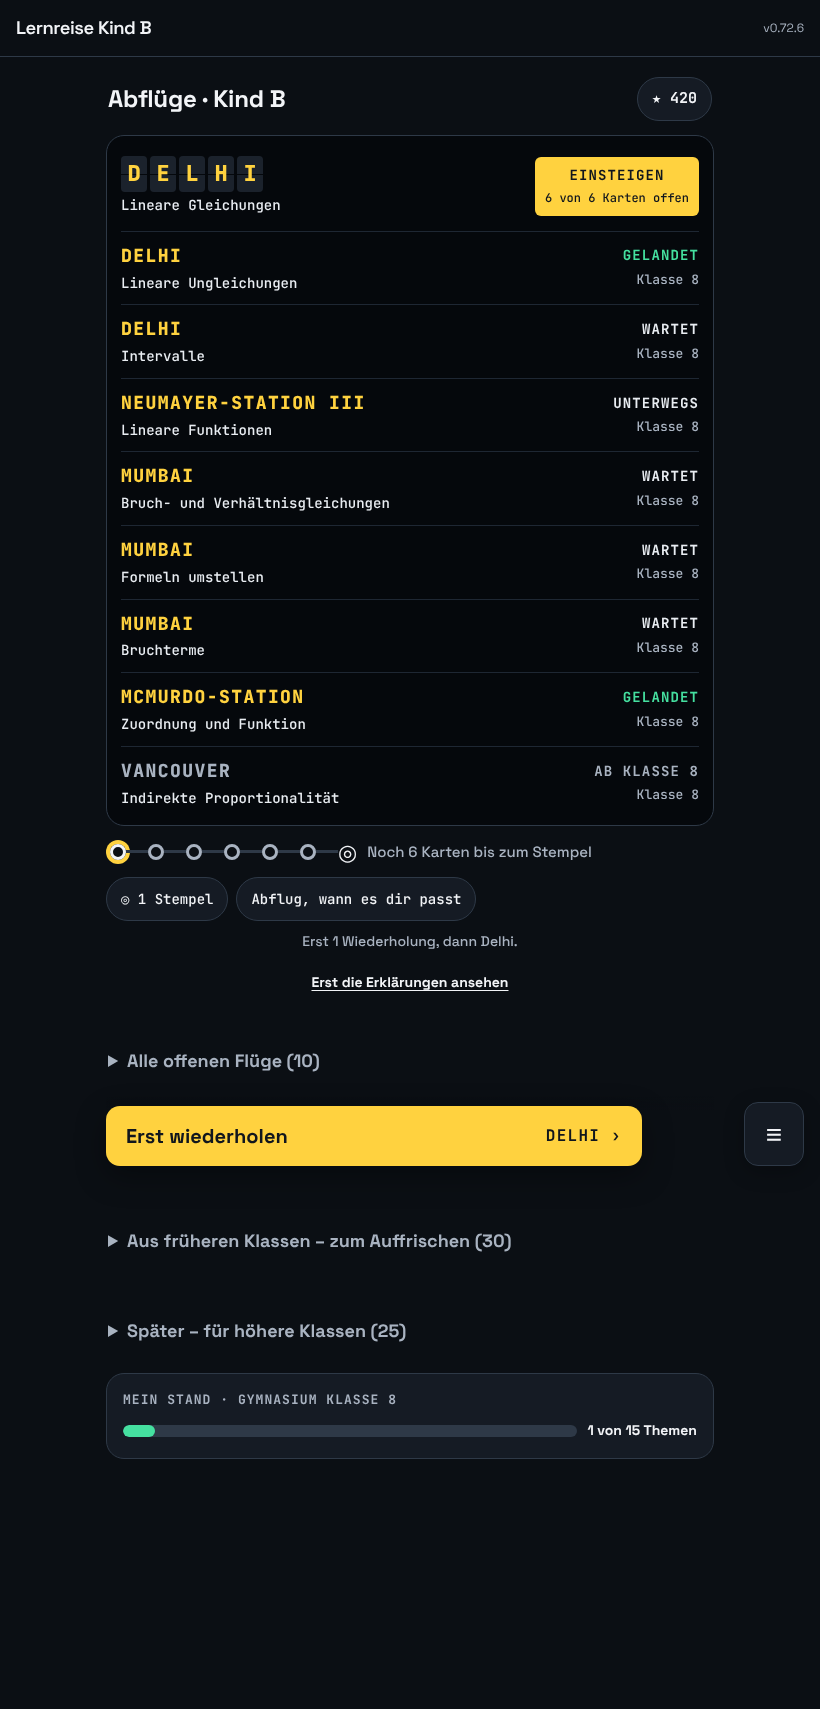 Lernreise Kind B
v0.72.6
Abflüge · Kind B
★ 420
DELHI
EINSTEIGEN
6 von 6 Karten offen
Lineare Gleichungen
DELHI
GELANDET
Lineare Ungleichungen
Klasse 8
DELHI
WARTET
Intervalle
Klasse 8
NEUMAYER-STATION III
UNTERWEGS
Lineare Funktionen
Klasse 8
MUMBAI
WARTET
Bruch- und Verhältnisgleichungen
Klasse 8
MUMBAI
WARTET
Formeln umstellen
Klasse 8
MUMBAI
WARTET
Bruchterme
Klasse 8
MCMURDO-STATION
GELANDET
Zuordnung und Funktion
Klasse 8
VANCOUVER
AB KLASSE 8
Indirekte Proportionalität
Klasse 8
◎ Noch 6 Karten bis zum Stempel
◎ 1 Stempel
Abflug, wann es dir passt
Erst 1 Wiederholung, dann Delhi.
Erst die Erklärungen ansehen
▶ Alle offenen Flüge (10)
Erst wiederholen
DELHI ›
≡
▶ Aus früheren Klassen – zum Auffrischen (30)
▶ Später – für höhere Klassen (25)
MEIN STAND · GYMNASIUM KLASSE 8
1 von 15 Themen